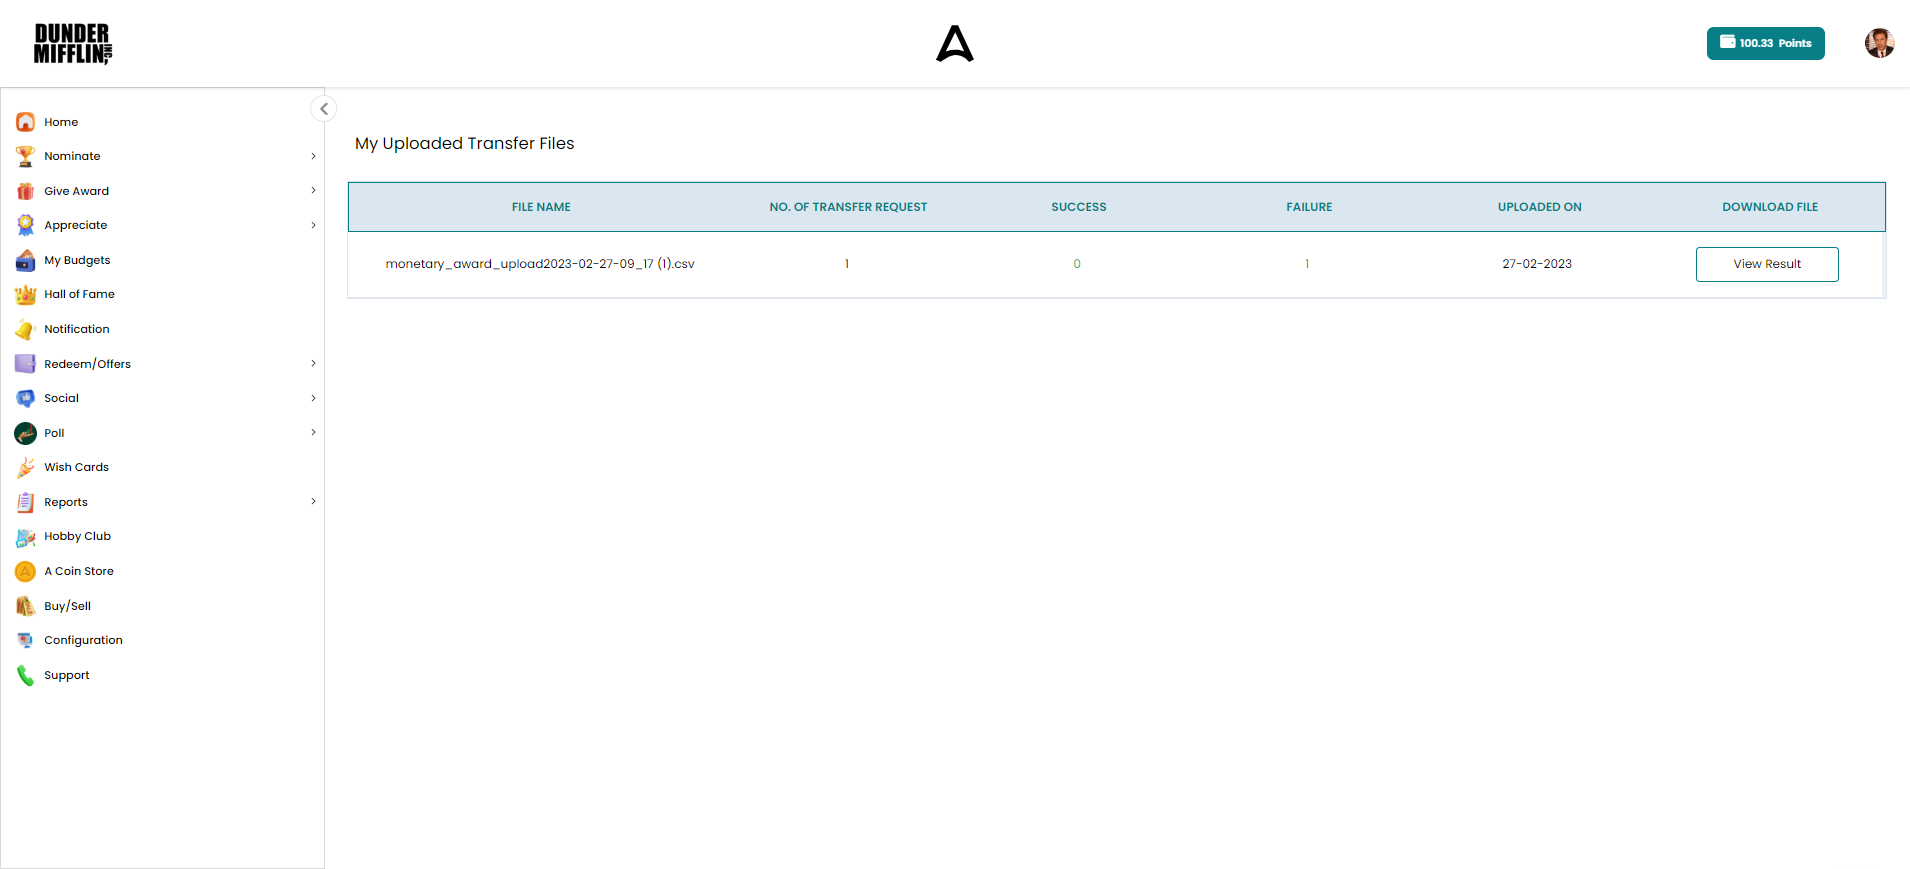 DUNDER
MIFFLIN, INC
100.33 Points
Home
Nominate
Give Award
Appreciate
My Budgets
Hall of Fame
Notification
Redeem/Offers
Social
Poll
Wish Cards
Reports
Hobby Club
A Coin Store
Buy/Sell
Configuration
Support
My Uploaded Transfer Files
FILE NAME NO. OF TRANSFER REQUEST SUCCESS FAILURE UPLOADED ON DOWNLOAD FILE
monetary_award_upload2023-02-27-09_17 (1).csv 1 0 1 27-02-2023 View Result